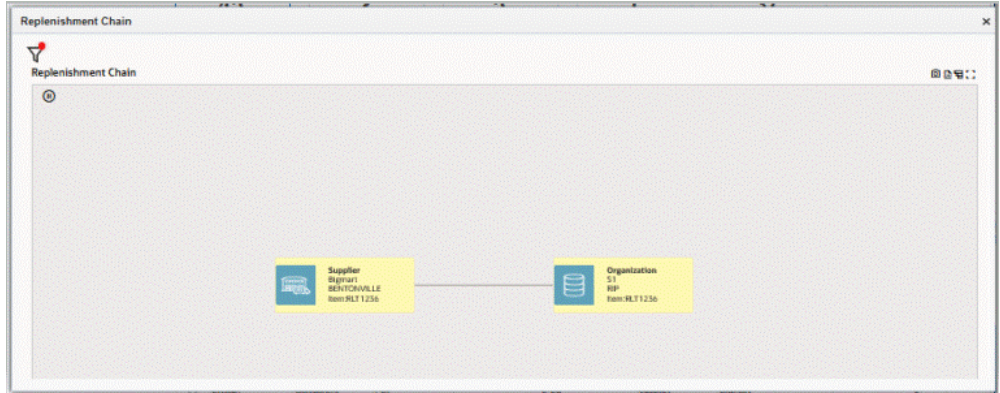 Replenishment Chain
Replenishment Chain
Supplier
Bigmart
BENTONVILLE
Item:RLT1236
Organization
S1
RIP
Item:RLT1236